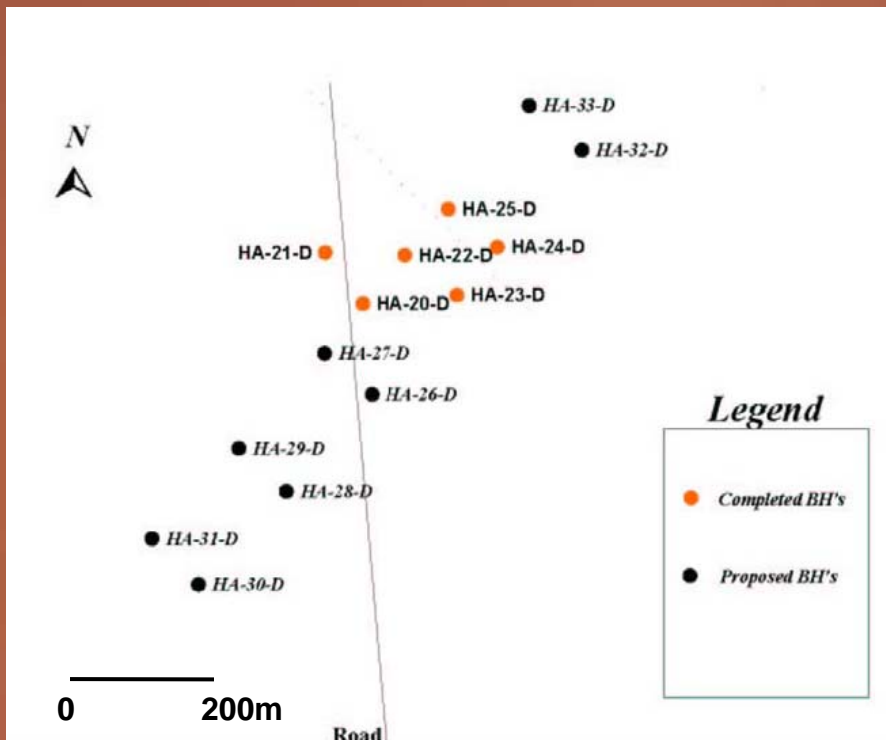 HA-33-D
N
HA-32-D
HA-25-D
HA-21-D
HA-22-D
HA-24-D
HA-20-D
HA-23-D
HA-27-D
HA-26-D
Legend
HA-29-D
HA-28-D
Completed BH's
HA-31-D
HA-30-D
Proposed BH's
0 200m
Road